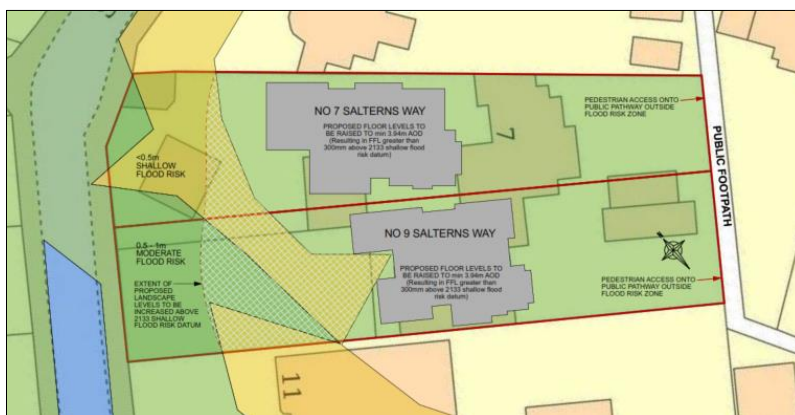 NO 7 SALTERNS WAY
PROPOSED FLOOR LEVELS TO
BE RAISED TO min 3.94m AOD
(Resulting in FFL greater than
300mm above 2133 shallow flood
risk datum)
7
PEDESTRIAN ACCESS ONTO
PUBLIC PATHWAY OUTSIDE
FLOOD RISK ZONE
PUBLIC FOOTPATH
<0.5m
SHALLOW
FLOOD RISK
0.5 - 1m
MODERATE
FLOOD RISK
EXTENT OF
PROPOSED
LANDSCAPE
LEVELS TO BE
INCREASED ABOVE
2133 SHALLOW
FLOOD RISK DATUM
NO 9 SALTERNS WAY
PROPOSED FLOOR LEVELS TO
BE RAISED TO min 3.94m AOD
(Resulting in FFL greater than
300mm above 2133 shallow flood
risk datum)
PEDESTRIAN ACCESS ONTO
PUBLIC PATHWAY OUTSIDE
FLOOD RISK ZONE
11